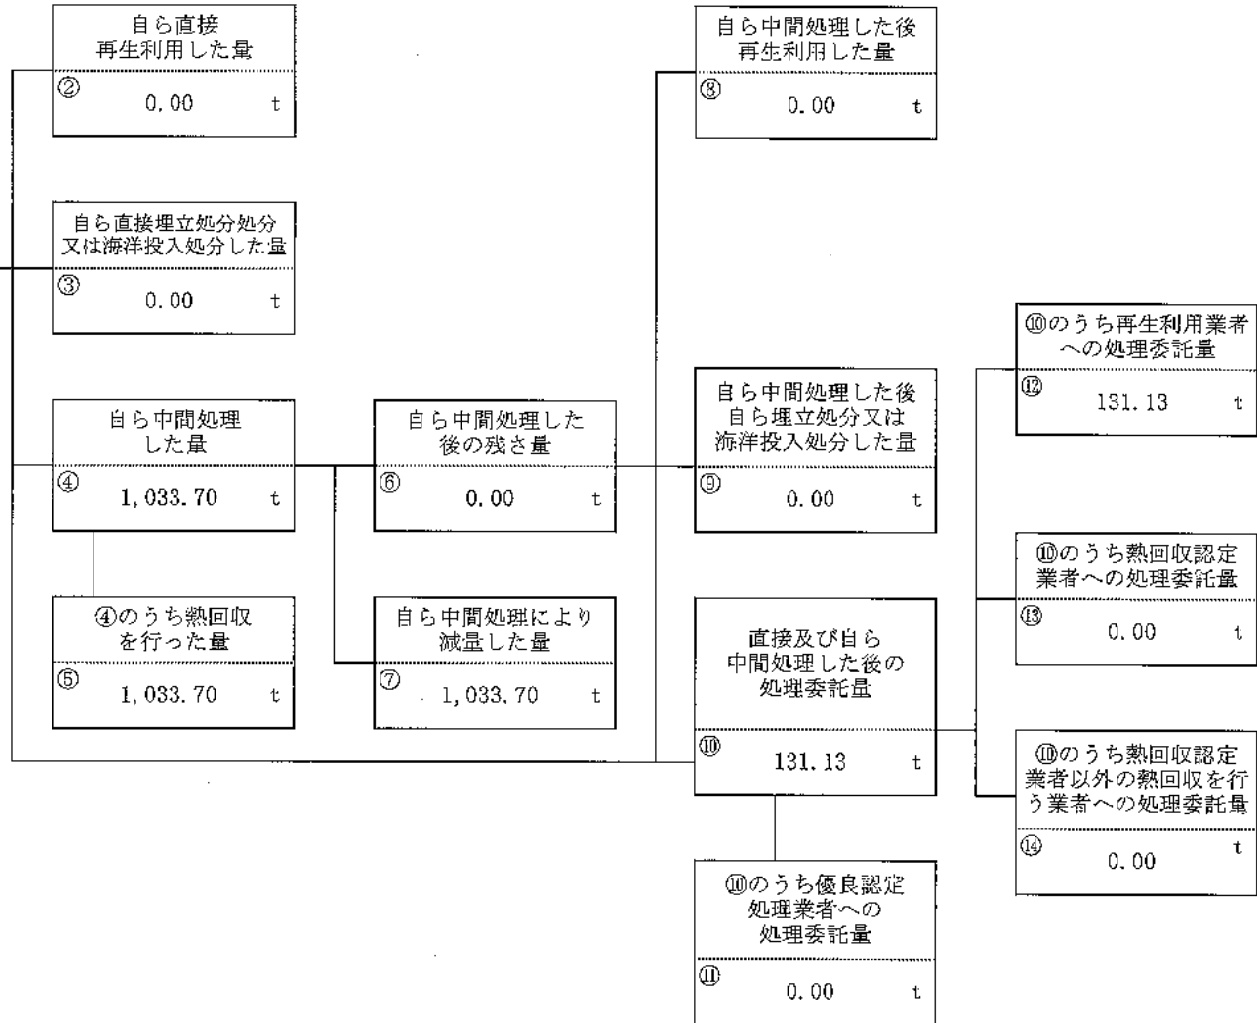 自ら直接
再生利用した量
②
0.00 t
自ら直接埋立処分処分
又は海洋投入処分した量
③
0.00 t
自ら中間処理
した量
④
1,033.70 t
④のうち熱回収
を行った量
⑤
1,033.70 t
自ら中間処理した
後の残さ量
⑥
0.00 t
自ら中間処理により
減量した量
⑦
1,033.70 t
自ら中間処理した後
再生利用した量
⑧
0.00 t
自ら中間処理した後
自ら埋立処分又は
海洋投入処分した量
⑨
0.00 t
直接及び自ら
中間処理した後の
処理委託量
⑩
131.13 t
⑩のうち優良認定
処理業者への
処理委託量
⑪
0.00 t
⑩のうち再生利用業者
への処理委託量
⑫
131.13 t
⑩のうち熱回収認定
業者への処理委託量
⑬
0.00 t
⑩のうち熱回収認定
業者以外の熱回収を行
う業者への処理委託量
⑭
0.00 t